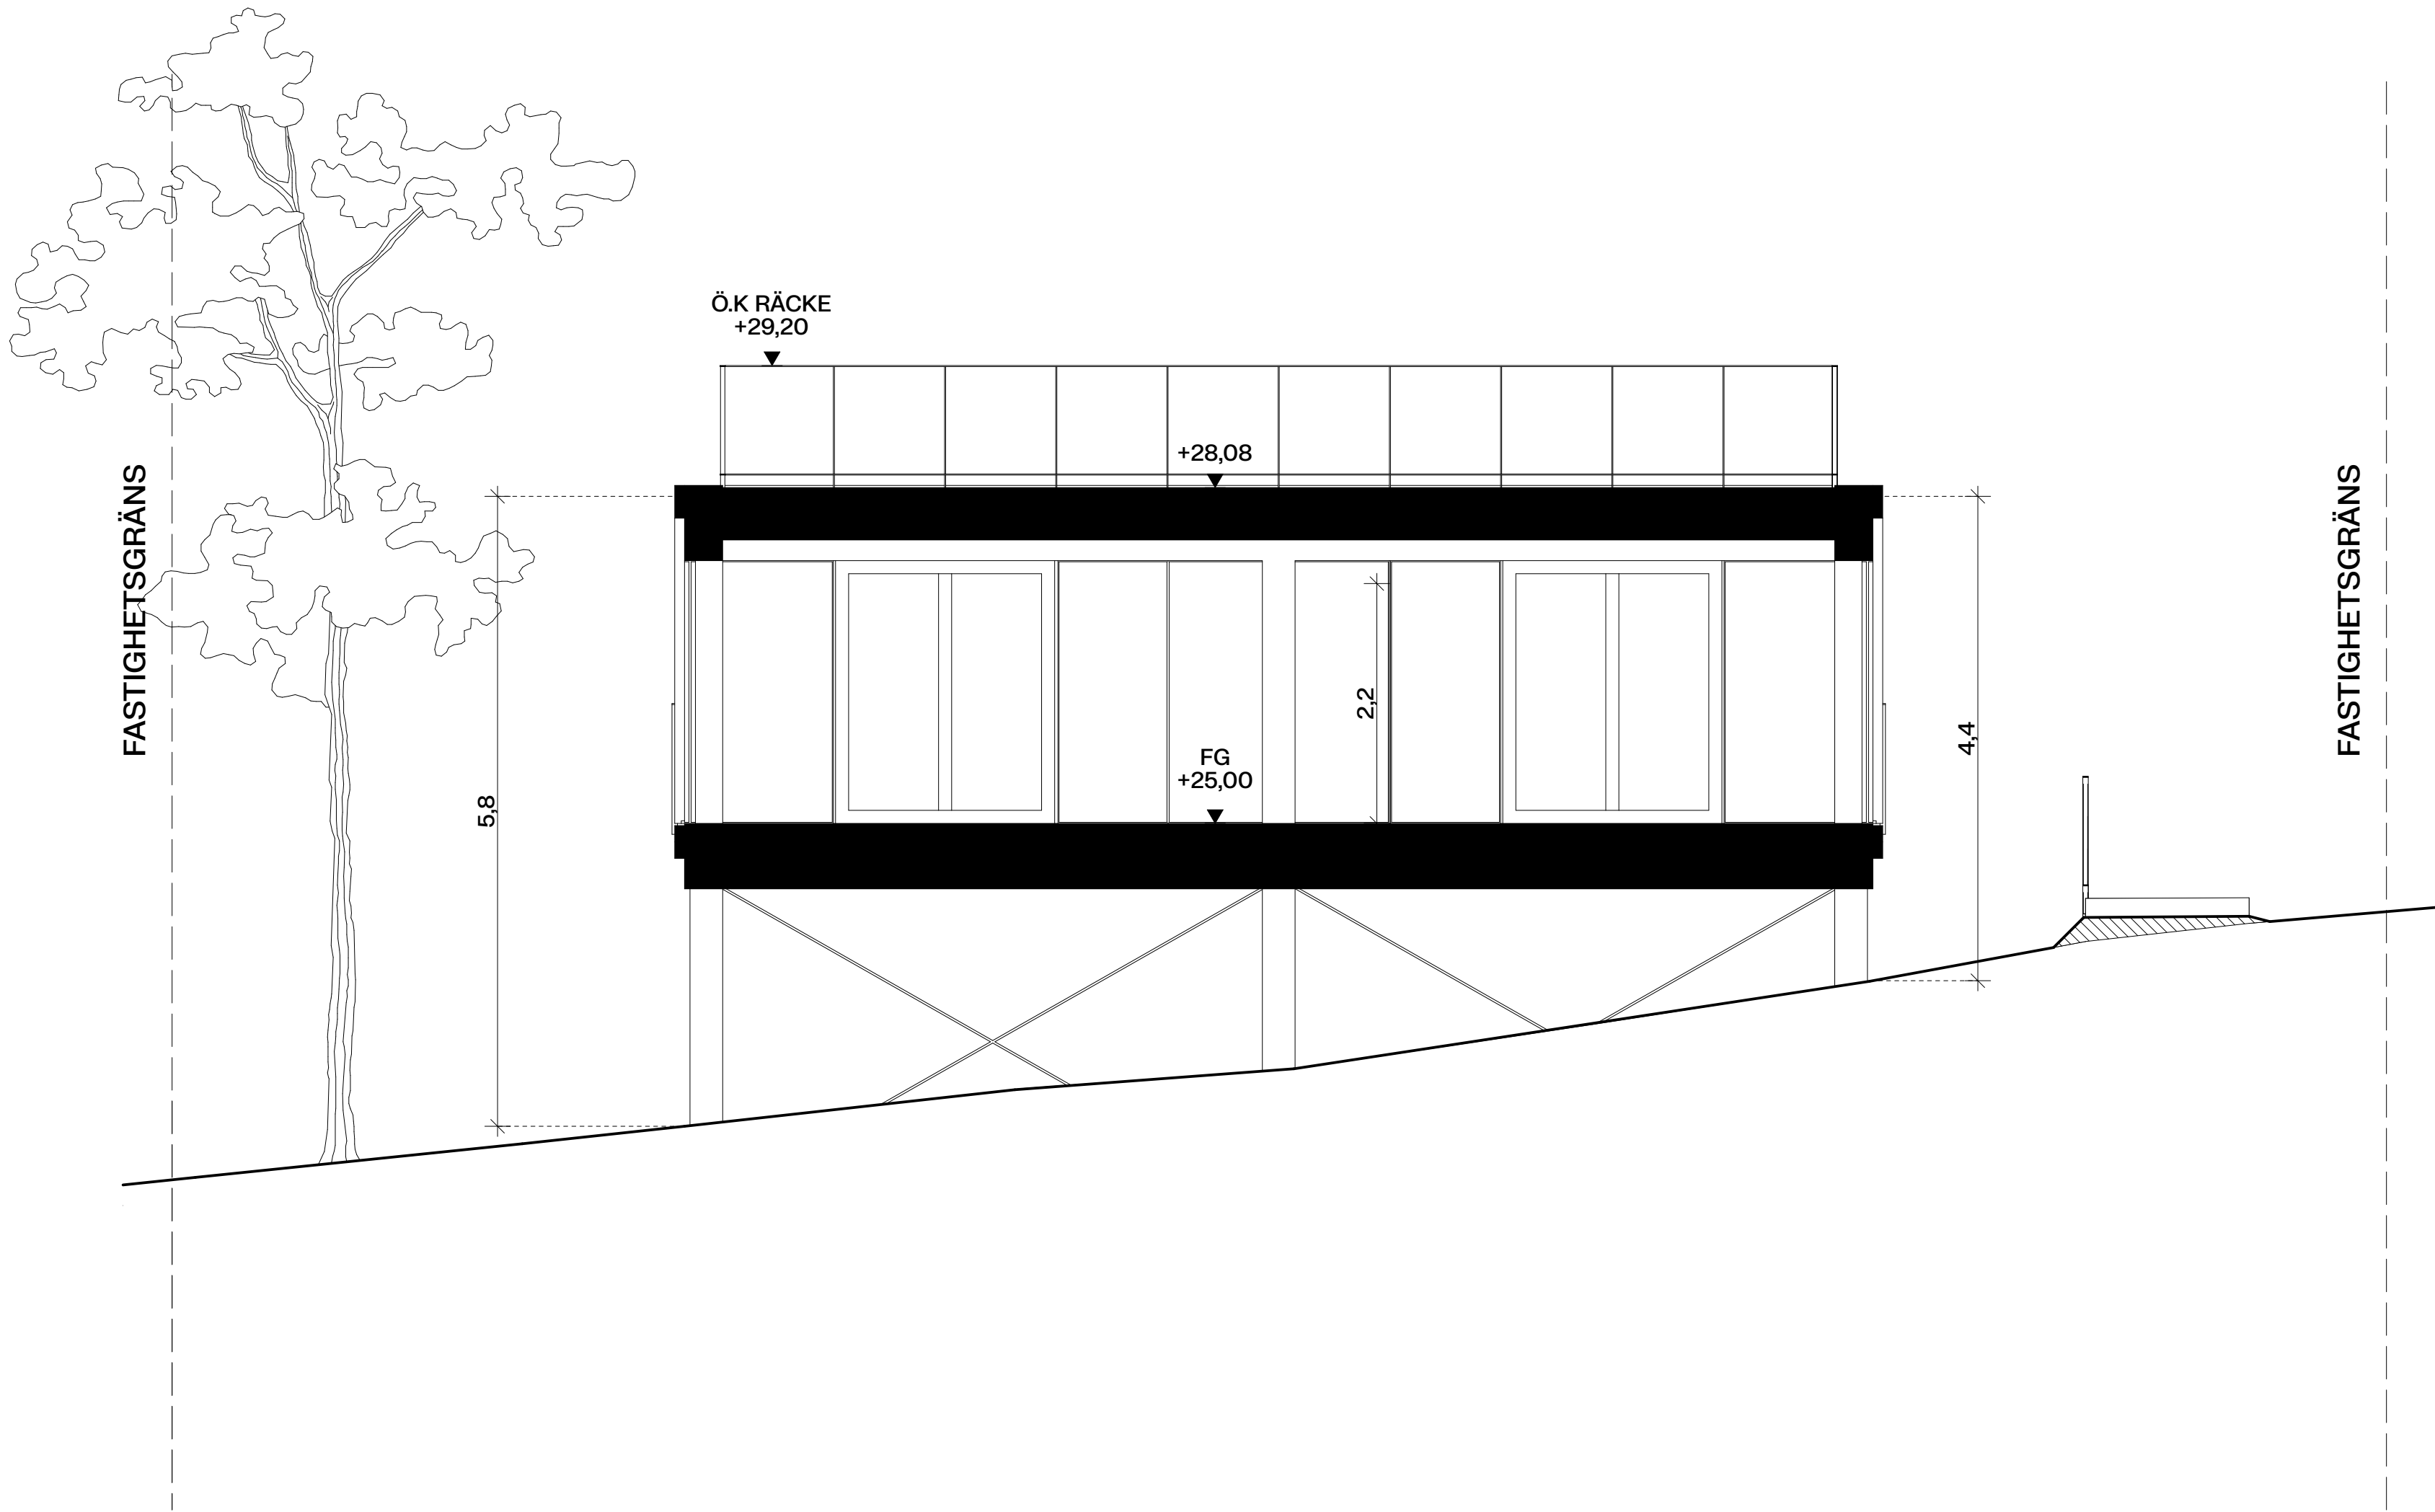 Ö.K RÄCKE
+29,20
+28,08
FASTIGHETSGRÄNS
FASTIGHETSGRÄNS
2,2
4,4
FG
+25,00
5,8